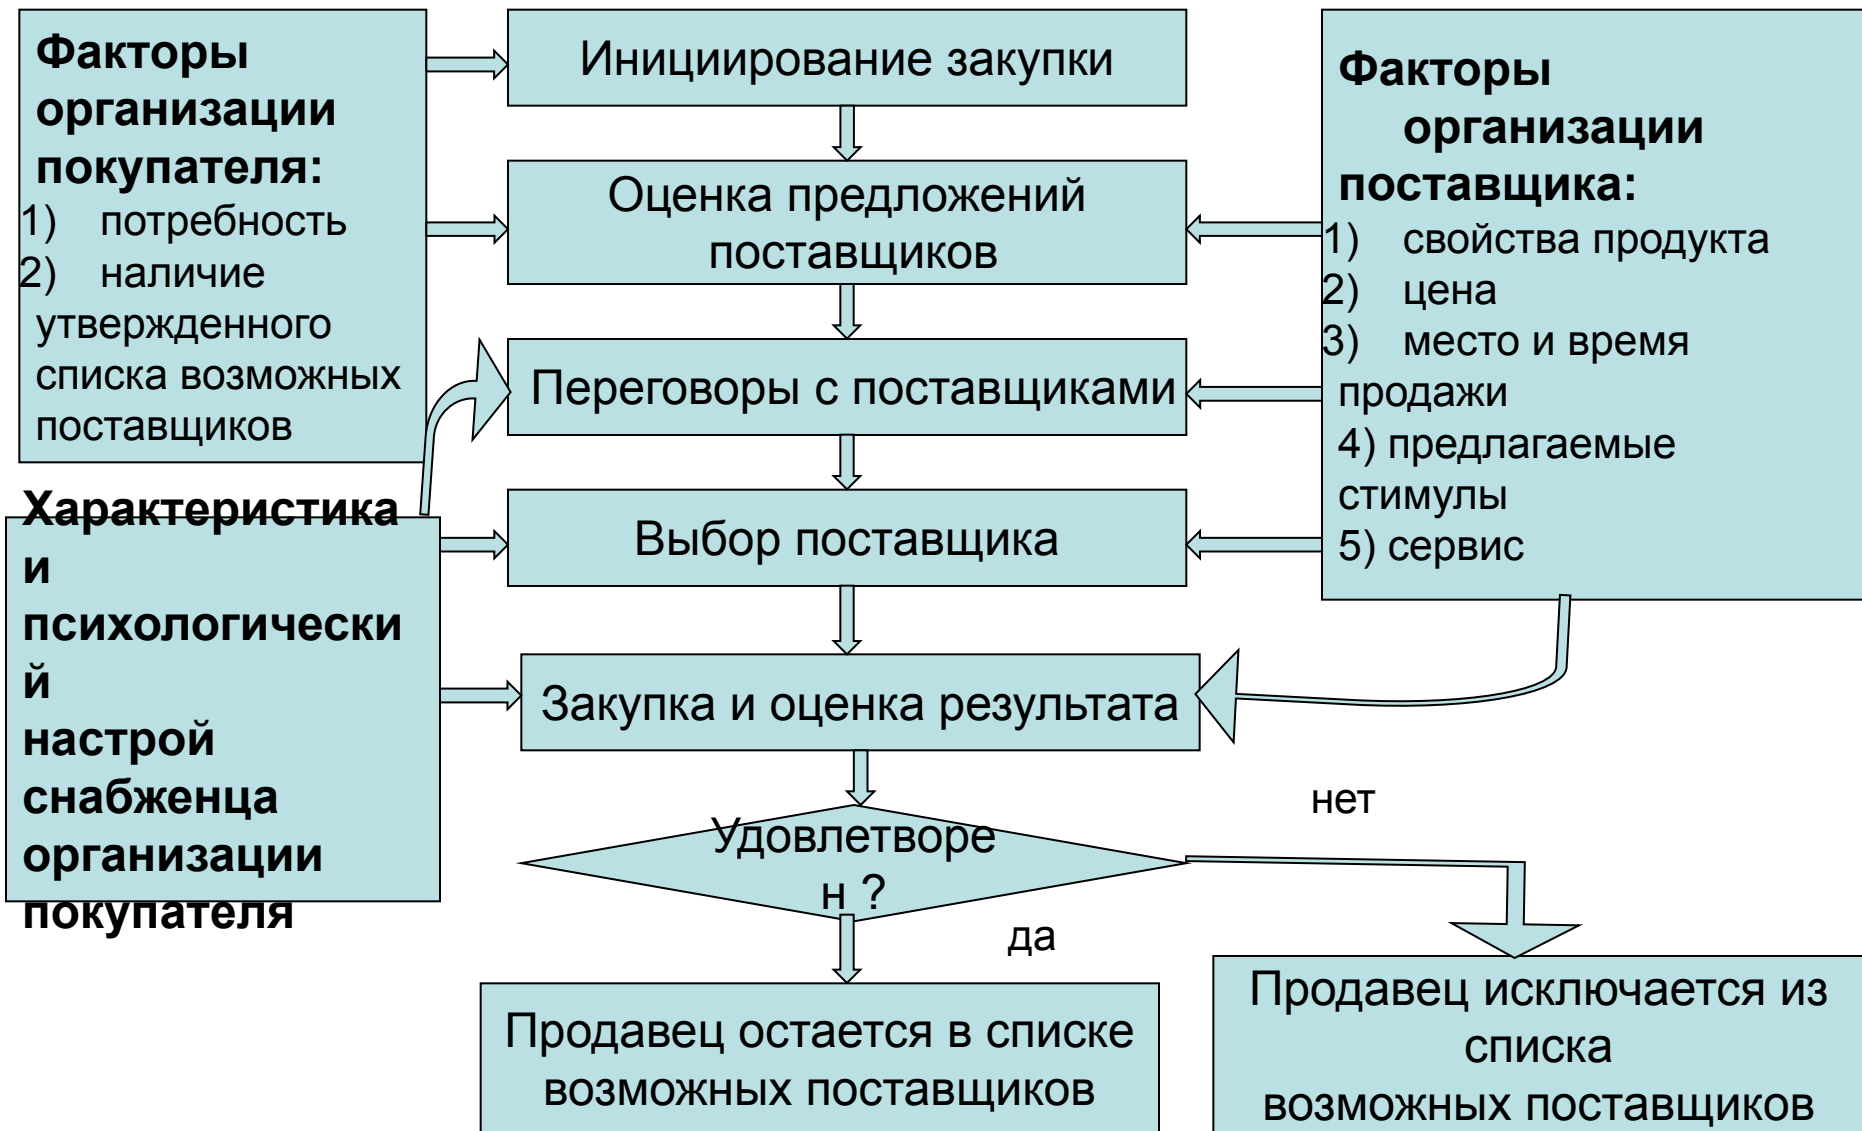 Факторы
организации
покупателя:
1) потребность
2) наличие
утвержденного
списка возможных
поставщиков
Характеристика
и
психологически
й
настрой
снабженца
организации
покупателя
Инициирование закупки
Оценка предложений
поставщиков
Переговоры с поставщиками
Выбор поставщика
Закупка и оценка результата
Удовлетворе
н ?
да
нет
Продавец остается в списке
возможных поставщиков
Продавец исключается из
списка
возможных поставщиков
Факторы
организации
поставщика:
1) свойства продукта
2) цена
3) место и время
продажи
4) предлагаемые
стимулы
5) сервис